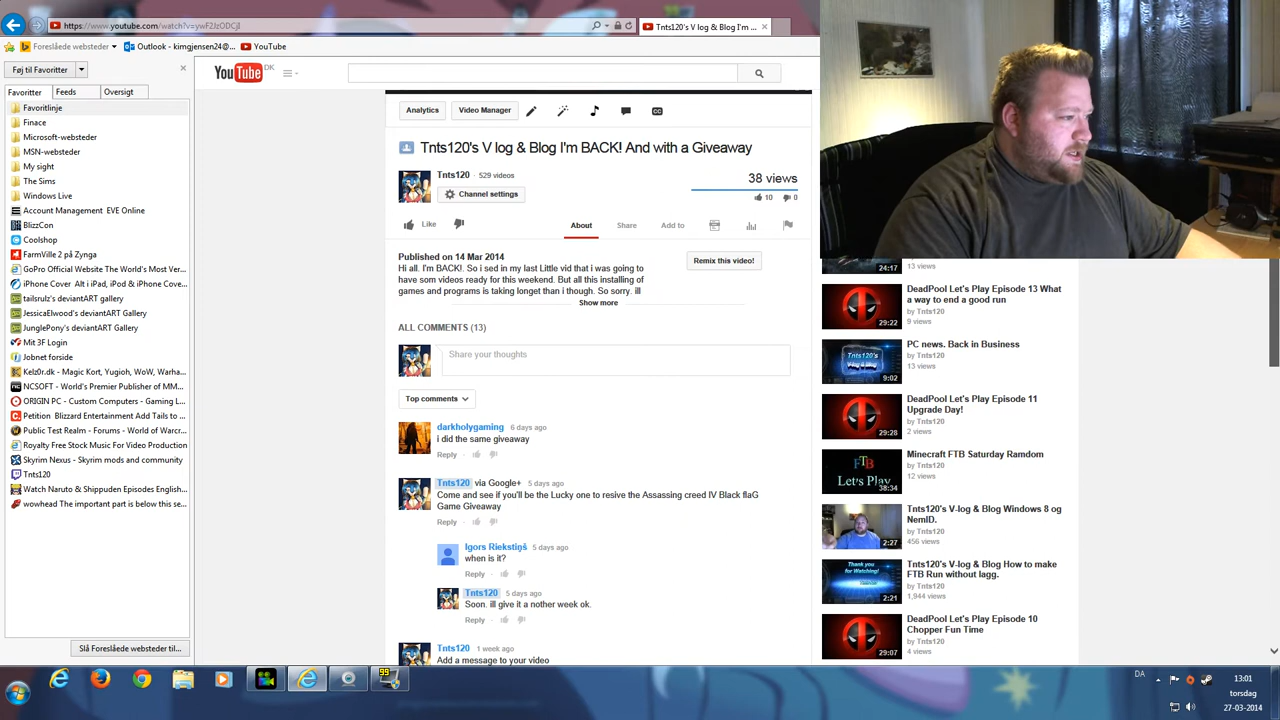 https://www.youtube.com/watch?v=ywF2JzODCjI
Tnts120's V log & Blog I'm ...
Foreslåede websteder
Outlook - kimgjensen24@...
YouTube
Føj til Favoritter
Favoritter
Feeds
Oversigt
Favoritlinje
Finace
Microsoft-websteder
MSN-websteder
My sight
The Sims
Windows Live
Account Management EVE Online
BlizzCon
Coolshop
FarmVille 2 på Zynga
GoPro Official Website The World's Most Ver...
iPhone Cover Alt i iPad, iPod & iPhone Cove...
tailsrulz's deviantART gallery
JessicaElwood's deviantART Gallery
JunglePony's deviantART Gallery
Mit 3F Login
Jobnet forside
Kelz0r.dk - Magic Kort, Yugioh, WoW, Warha...
NCSOFT - World's Premier Publisher of MM...
ORIGIN PC - Custom Computers - Gaming L...
Petition Blizzard Entertainment Add Tails to ...
Public Test Realm - Forums - World of Warcr...
Royalty Free Stock Music For Video Production
Skyrim Nexus - Skyrim mods and community
Tnts120
Watch Naruto & Shippuden Episodes English...
wowhead The important part is below this se...
Slå Foreslåede websteder til...
YouTube DK
Analytics
Video Manager
CC
Tnts120's V log & Blog I'm BACK! And with a Giveaway
Tnts120 · 529 videos
Channel settings
38 views
10
0
Like
About
Share
Add to
Published on 14 Mar 2014
Hi all. I'm BACK! So i sed in my last Little vid that i was going to
have som videos ready for this weekend. But all this installing of
games and programs is taking longet than i though. So sorry. ill
Show more
Remix this video!
ALL COMMENTS (13)
Share your thoughts
Top comments
darkholygaming 6 days ago
i did the same giveaway
Reply ·
Tnts120 via Google+ 5 days ago
Come and see if you'll be the Lucky one to resive the Assassing creed IV Black flaG
Game Giveaway
Reply ·
Igors Riekstiņš 5 days ago
when is it?
Reply ·
Tnts120 5 days ago
Soon. ill give it a nother week ok.
Reply ·
Tnts120 1 week ago
Add a message to your video
24:17
13 views
DeadPool Let's Play Episode 13 What
a way to end a good run
by Tnts120
9 views
29:22
PC news. Back in Business
by Tnts120
13 views
Tnts120's
V-log & Blog
9:02
DeadPool Let's Play Episode 11
Upgrade Day!
by Tnts120
2 views
29:28
Minecraft FTB Saturday Ramdom
by Tnts120
12 views
FTB
Let's Play
38:34
Tnts120's V-log & Blog Windows 8 og
NemID.
by Tnts120
456 views
2:27
Tnts120's V-log & Blog How to make
FTB Run without lagg.
by Tnts120
1,944 views
Thank you
for Watching!
2:21
DeadPool Let's Play Episode 10
Chopper Fun Time
by Tnts120
4 views
29:07
99
DA
13:01
torsdag
27-03-2014